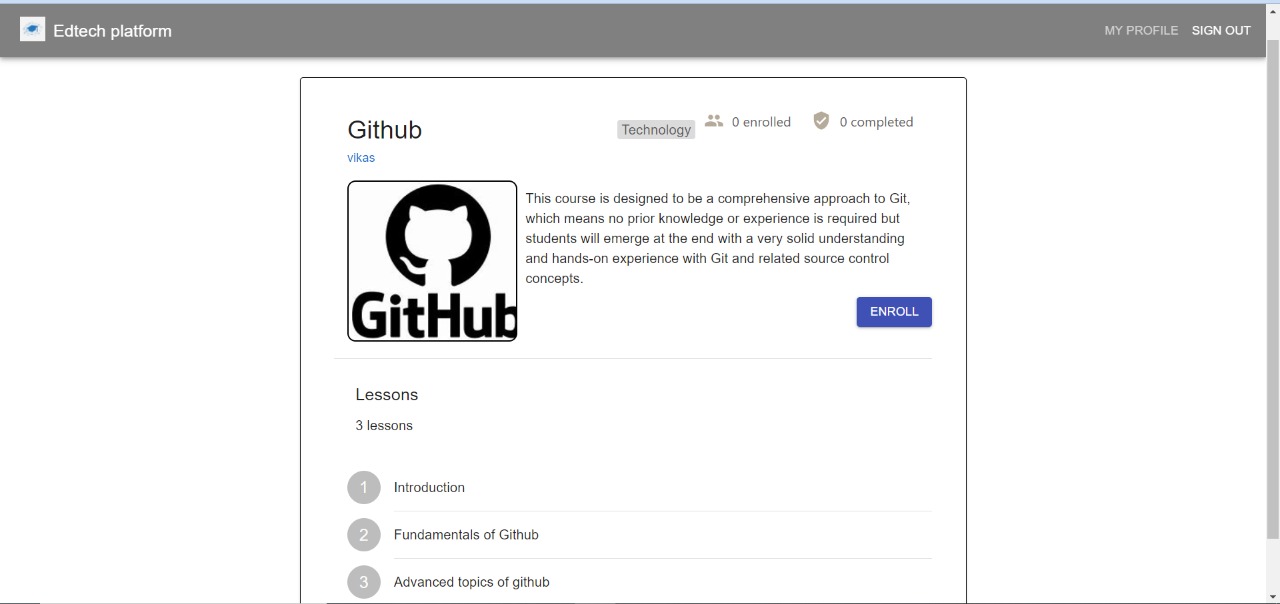 Edtech platform
MY PROFILE SIGN OUT
Github
Technology
0 enrolled
0 completed
vikas
GitHub
This course is designed to be a comprehensive approach to Git,
which means no prior knowledge or experience is required but
students will emerge at the end with a very solid understanding
and hands-on experience with Git and related source control
concepts.
ENROLL
Lessons
3 lessons
1 Introduction
2 Fundamentals of Github
3 Advanced topics of github